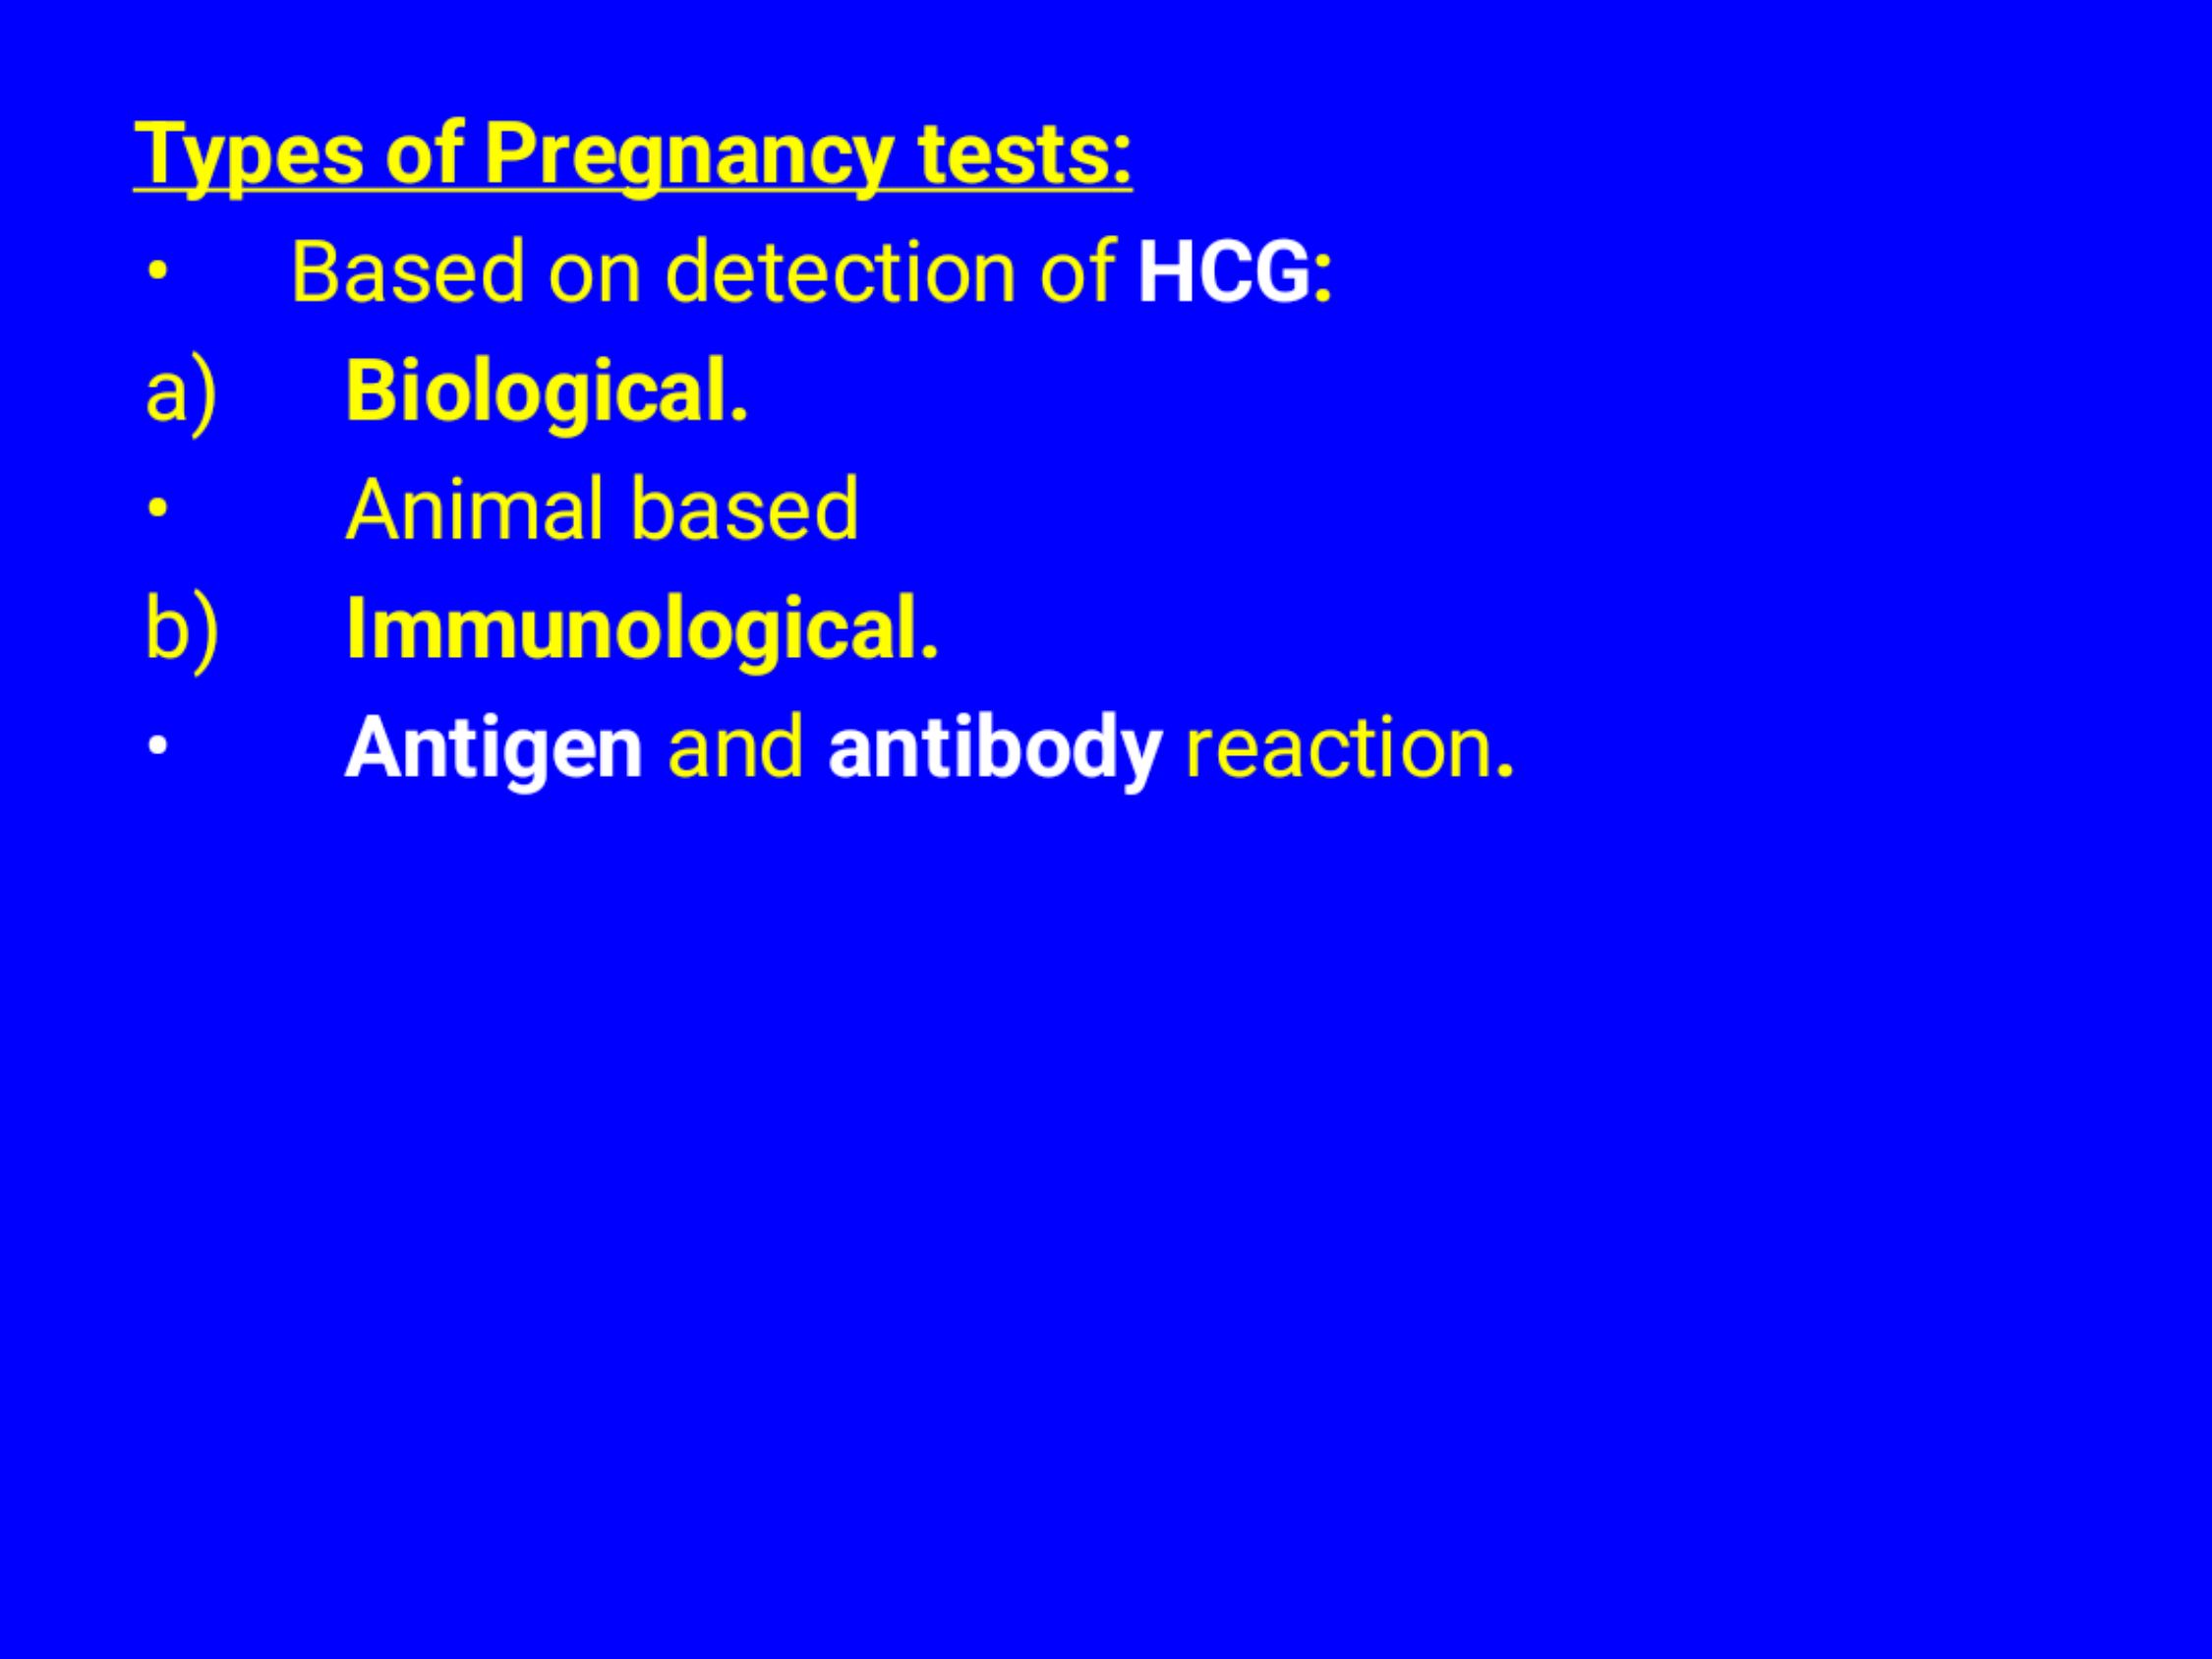 Types of Pregnancy tests:
• Based on detection of HCG:
a) Biological.
• Animal based
b) Immunological.
• Antigen and antibody reaction.